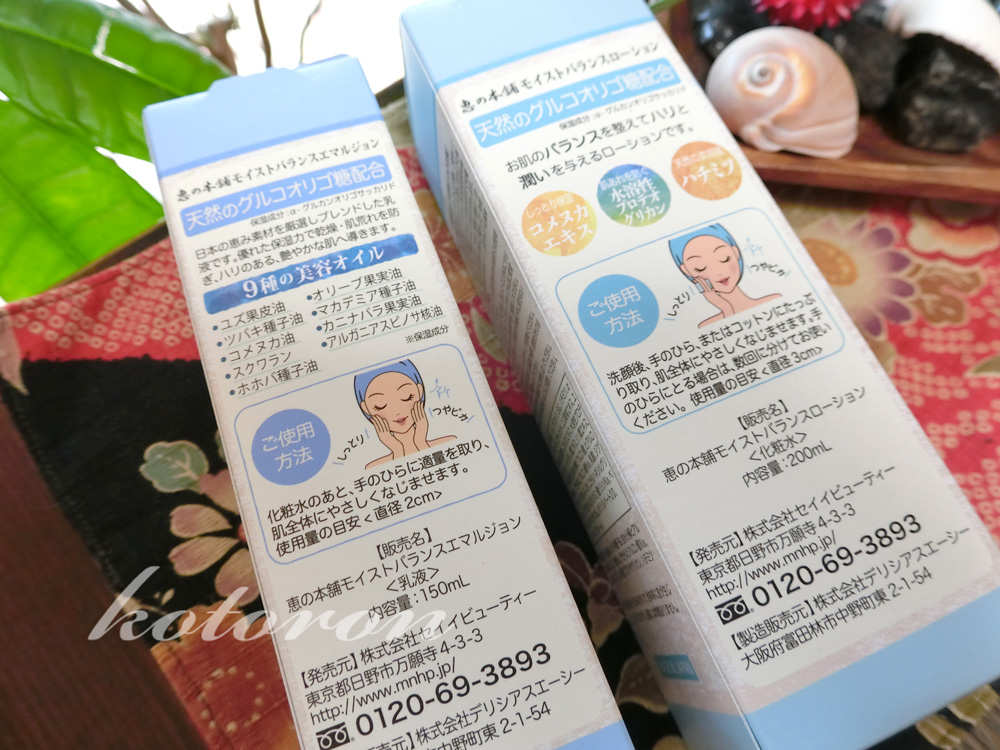 恵の本舗モイストバランスエマルジョン
天然のグルコオリゴ糖配合
保湿成分:α-グルカンオリゴサッカリド
日本の恵み素材を厳選しブレンドした乳
液です。優れた保湿力で乾燥・肌荒れを防
ぎ、ハリのある、艶やかな肌へ導きます。
9種の美容オイル
・ユズ果皮油
・ツバキ種子油
・コメヌカ油
・スクワラン
・ホホバ種子油
・オリーブ果実油
・マカデミア種子油
・カニナバラ果実油
・アルガニアスピノサ核油
※保湿成分
ご使用
方法
しっとり
つやピカ
化粧水のあと、手のひらに適量を取り、
肌全体にやさしくなじませます。
使用量の目安<直径 2cm>
【販売名】
恵の本舗モイストバランスエマルジョン
<乳液>
内容量:150mL
【発売元】株式会社セイイビューティー
東京都日野市万願寺 4-3-3
http://www.mnhp.jp/
0120-69-3893
【製造販売元】株式会社デリシアスエーシー
大阪府富田林市中野町東 2-1-54
恵の本舗モイストバランスローション
天然のグルコオリゴ糖配合
保湿成分:α-グルカンオリゴサッカリド
お肌のバランスを整えてハリと
潤いを与えるローションです。
しっとり保湿
コメヌカ
エキス
肌あれを防ぐ
水溶性
プロテオ
グリカン
ハチミツ
ご使用
方法
しっとり
つやピカ
洗顔後、手のひら、またはコットンにたっぷ
り取り、肌全体にやさしくなじませます。手
のひらにとる場合は、数回に分けてお使い
ください。使用量の目安<直径 3cm>
【販売名】
恵の本舗モイストバランスローション
<化粧水>
内容量:200mL
【発売元】株式会社セイイビューティー
東京都日野市万願寺 4-3-3
http://www.mnhp.jp/
0120-69-3893
【製造販売元】株式会社デリシアスエーシー
大阪府富田林市中野町東 2-1-54
kotoron